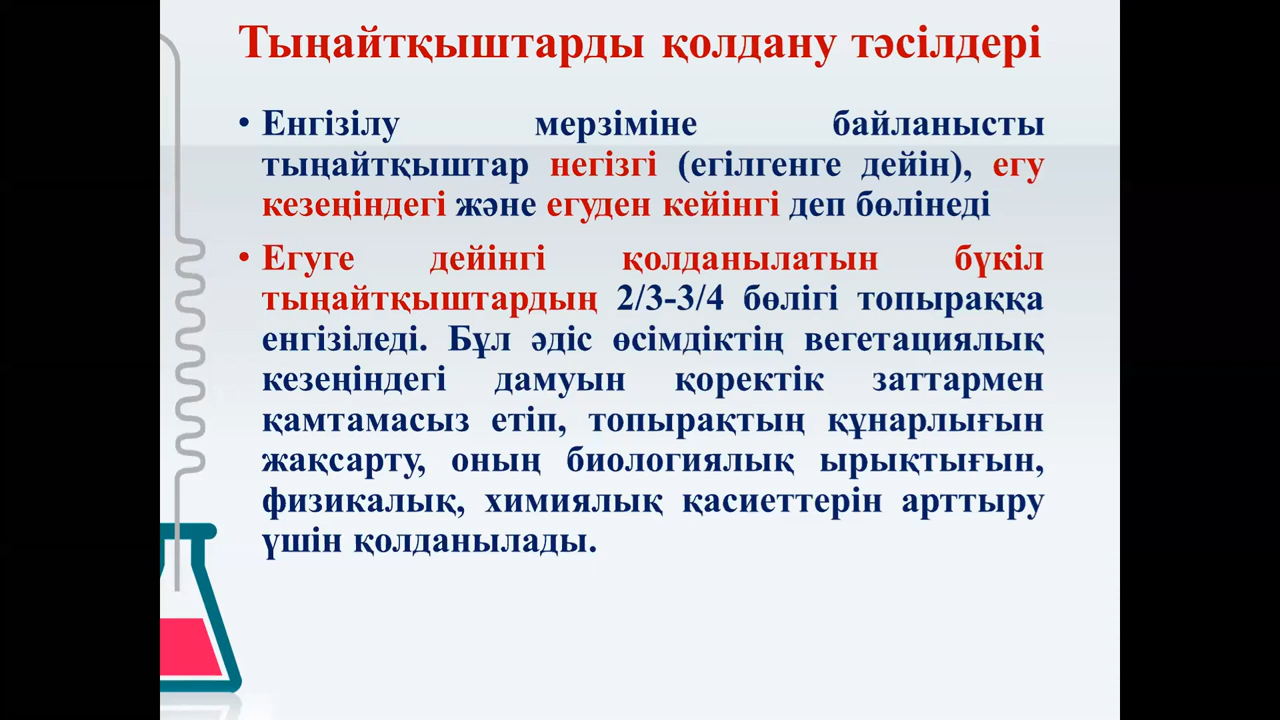 Тыңайтқыштарды қолдану тәсілдері
• Енгізілу мерзіміне байланысты
тыңайтқыштар негізгі (егілгенге дейін), егу
кезеңіндегі және егуден кейінгі деп бөлінеді
• Егуге дейінгі қолданылатын бүкіл
тыңайтқыштардың 2/3-3/4 бөлігі топыраққа
енгізіледі. Бұл әдіс өсімдіктің вегетациялық
кезеңіндегі дамуын қоректік заттармен
қамтамасыз етіп, топырақтың құнарлығын
жақсарту, оның биологиялық ырықтығын,
физикалық, химиялық қасиеттерін арттыру
үшін қолданылады.